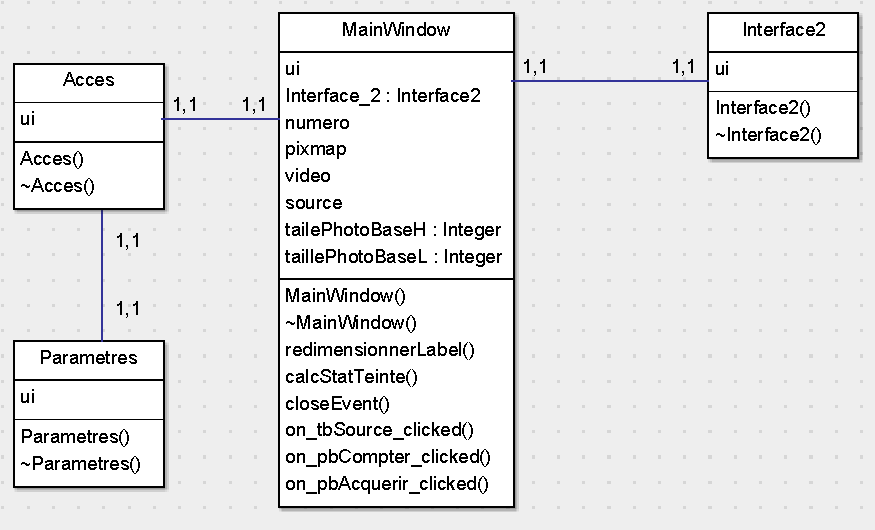 Acces
ui
Acces()
~Acces()
1,1
1,1
1,1
1,1
Parametres
ui
Parametres()
~Parametres()
MainWindow
ui
Interface_2 : Interface2
numero
pixmap
video
source
tailePhotoBaseH : Integer
taillePhotoBaseL : Integer
MainWindow()
~MainWindow()
redimensionnerLabel()
calcStatTeinte()
closeEvent()
on_tbSource_clicked()
on_pbCompter_clicked()
on_pbAcquerir_clicked()
1,1
1,1
Interface2
ui
Interface2()
~Interface2()